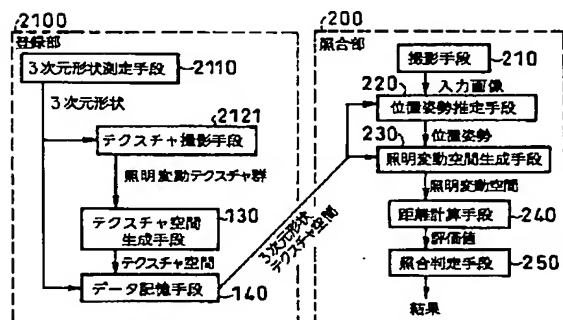 2100
登録部
3次元形状測定手段
2110
3次元形状
2121
テクスチャ撮影手段
照明変動テクスチャ群
テクスチャ空間
生成手段
130
テクスチャ空間
データ記憶手段
140
3次元形状
テクスチャ空間
200
照合部
撮影手段
210
入力画像
220
位置姿勢推定手段
位置姿勢
230
照明変動空間生成手段
照明変動空間
距離計算手段
240
評価値
照合判定手段
250
結果